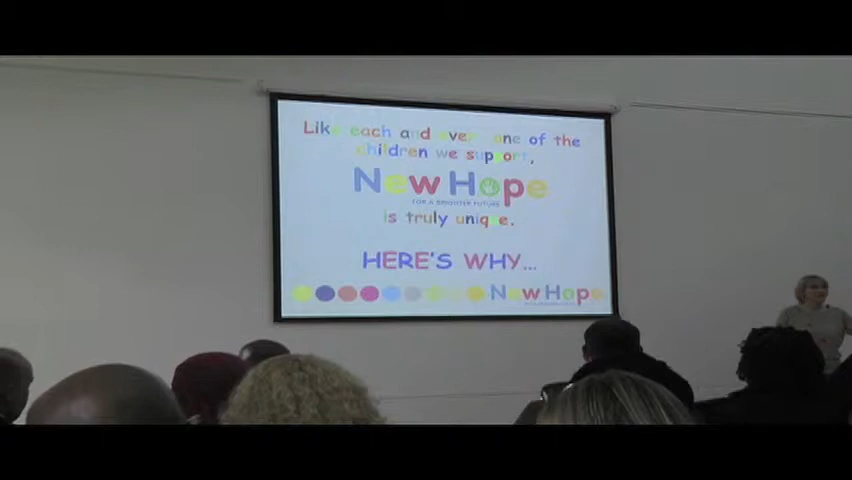 Like each and every one of the
children we support,
New Hope
FOR A BRIGHTER FUTURE
is truly unique.
HERE'S WHY...
New Hope